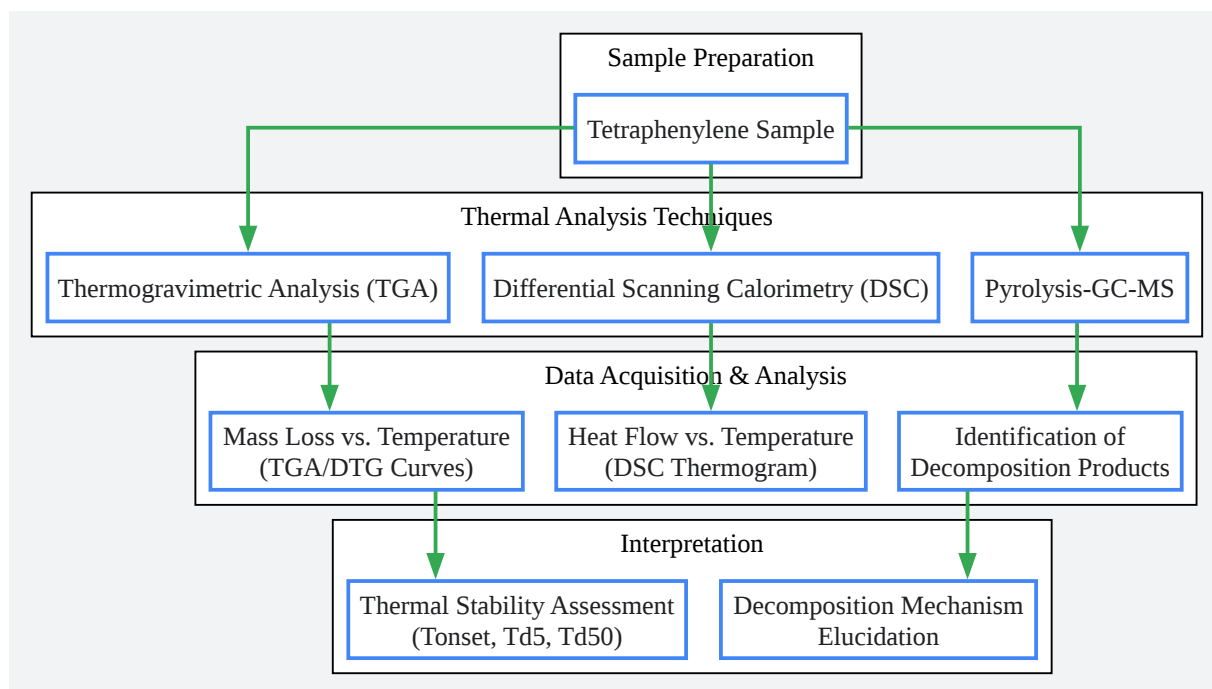 Sample Preparation
Tetraphenylene Sample
Thermal Analysis Techniques
Thermogravimetric Analysis (TGA)
Differential Scanning Calorimetry (DSC)
Pyrolysis-GC-MS
Data Acquisition & Analysis
Mass Loss vs. Temperature
(TGA/DTG Curves)
Heat Flow vs. Temperature
(DSC Thermogram)
Identification of
Decomposition Products
Interpretation
Thermal Stability Assessment
(Tonset, Td5, Td50)
Decomposition Mechanism
Elucidation